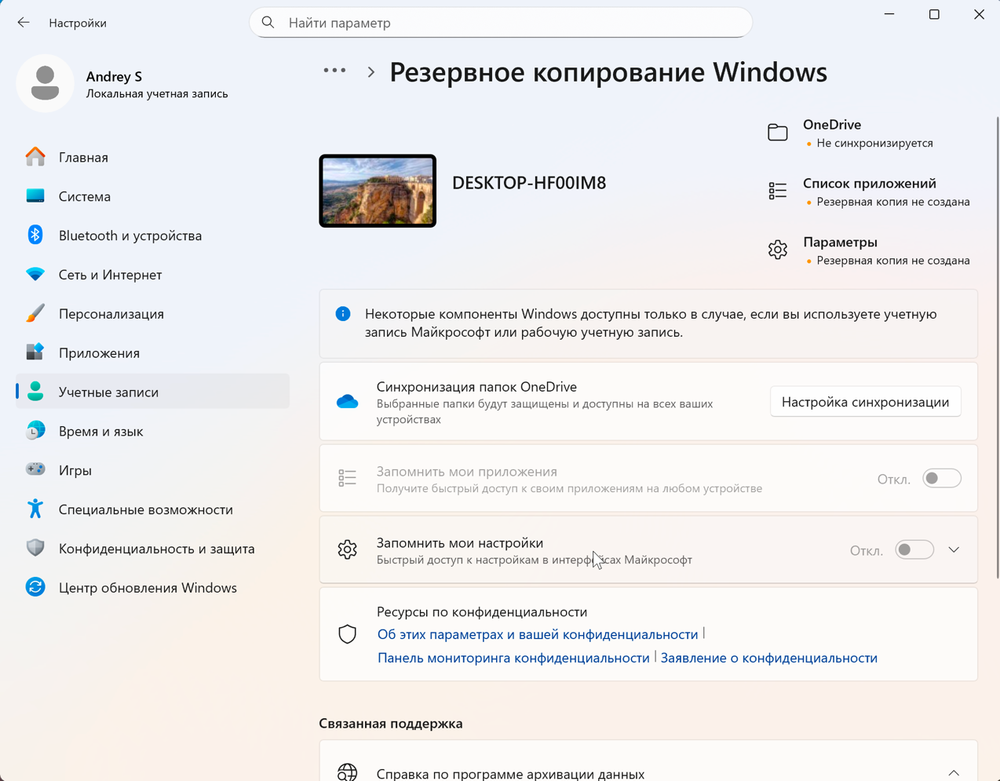 Настройки
Найти параметр
Andrey S
Локальная учетная запись
Главная
Система
Bluetooth и устройства
Сеть и Интернет
Персонализация
Приложения
Учетные записи
Время и язык
Игры
Специальные возможности
Конфиденциальность и защита
Центр обновления Windows
••• > Резервное копирование Windows
DESKTOP-HF00IM8
OneDrive
• Не синхронизируется
Список приложений
• Резервная копия не создана
Параметры
• Резервная копия не создана
Некоторые компоненты Windows доступны только в случае, если вы используете учетную
запись Майкрософт или рабочую учетную запись.
Синхронизация папок OneDrive
Выбранные папки будут защищены и доступны на всех ваших
устройствах
Настройка синхронизации
Запомнить мои приложения
Получите быстрый доступ к своим приложениям на любом устройстве
Откл.
Запомнить мои настройки
Быстрый доступ к настройкам в интерфейсах Майкрософт
Откл.
Ресурсы по конфиденциальности
Об этих параметрах и вашей конфиденциальности |
Панель мониторинга конфиденциальности | Заявление о конфиденциальности
Связанная поддержка
Справка по программе архивации данных